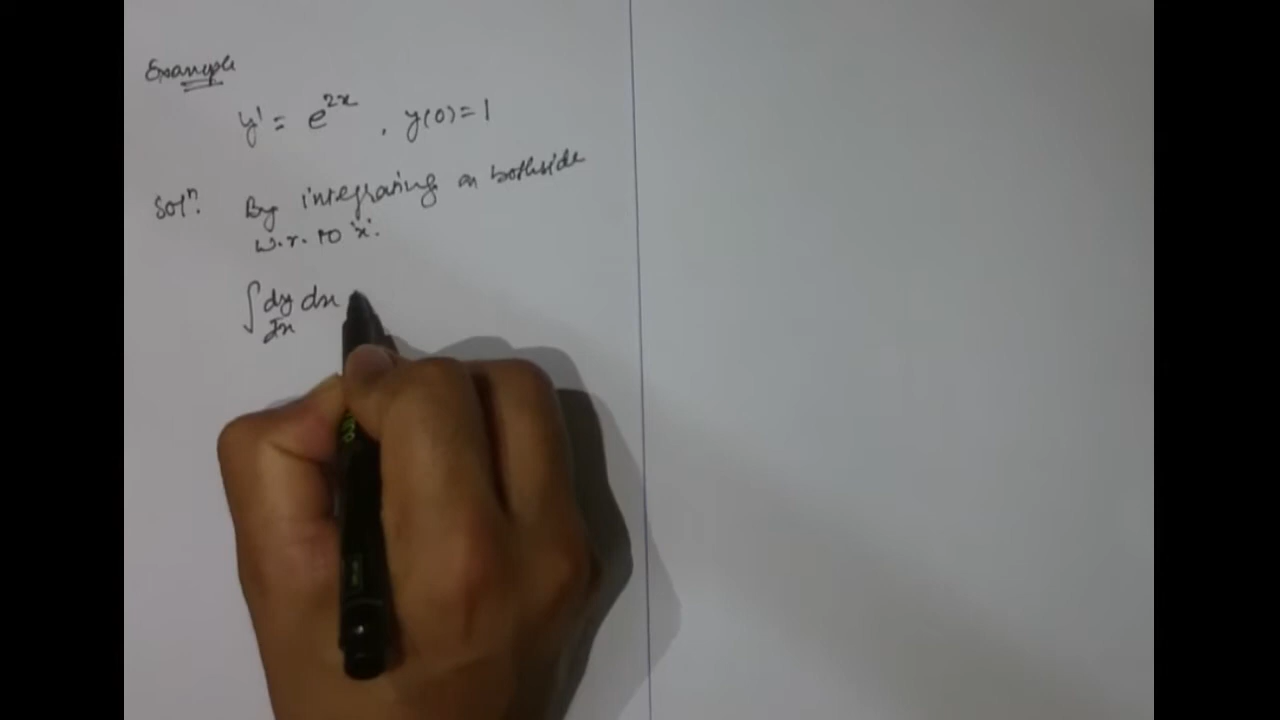 Example
y' = e^{2x} , y(0)=1
Solⁿ. By integrating on bothside
w.r. to 'x'.
∫ dy/dx dx